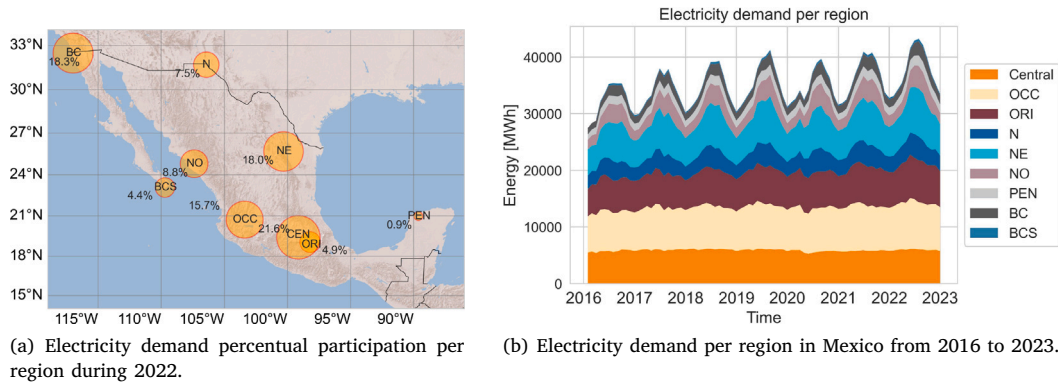 33°N
30°N
27°N
24°N
21°N
18°N
15°N
115°W 110°W 105°W 100°W 95°W 90°W
BC
18.3%
N
7.5%
NE
18.0%
NO
8.8%
BCS
4.4%
15.7%
OCC
21.6%
CEN
ORI
4.9%
PEN
0.9%
(a) Electricity demand percentual participation per
region during 2022.
Electricity demand per region
Energy [MWh]
40000
30000
20000
10000
0
2016 2017 2018 2019 2020 2021 2022 2023
Time
Central
OCC
ORI
N
NE
NO
PEN
BC
BCS
(b) Electricity demand per region in Mexico from 2016 to 2023.